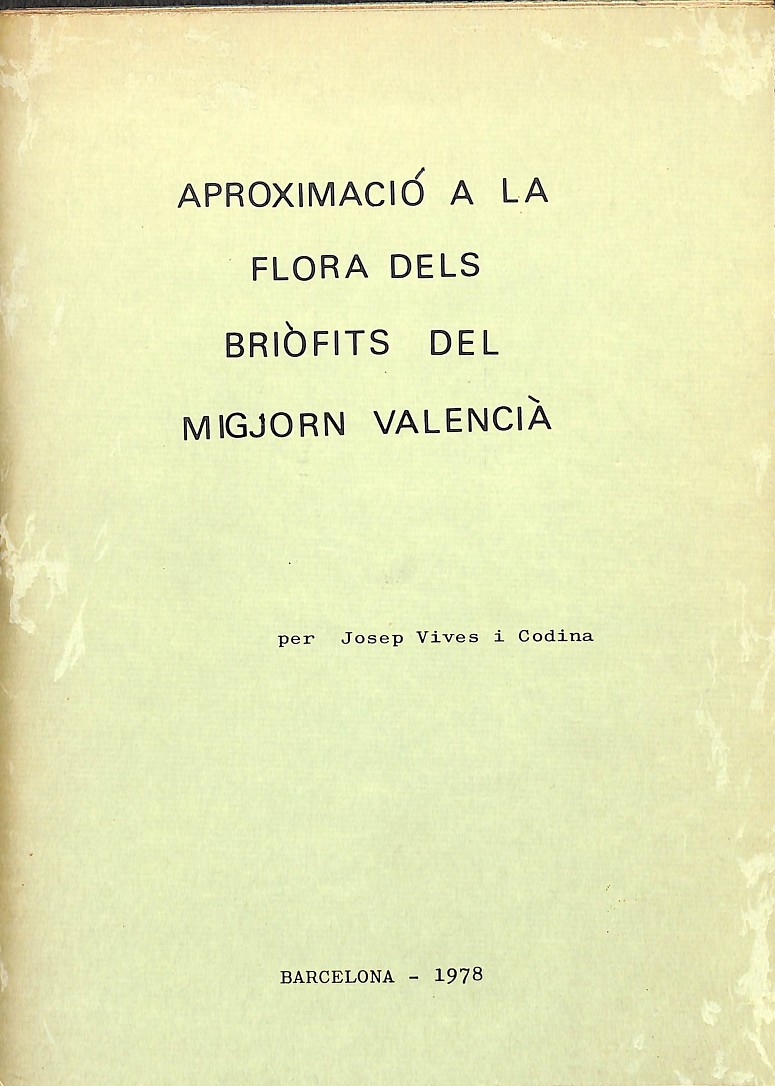 APROXIMACIÓ A LA
FLORA DELS
BRIÒFITS DEL
MIGJORN VALENCIÀ
per Josep Vives i Codina
BARCELONA - 1978